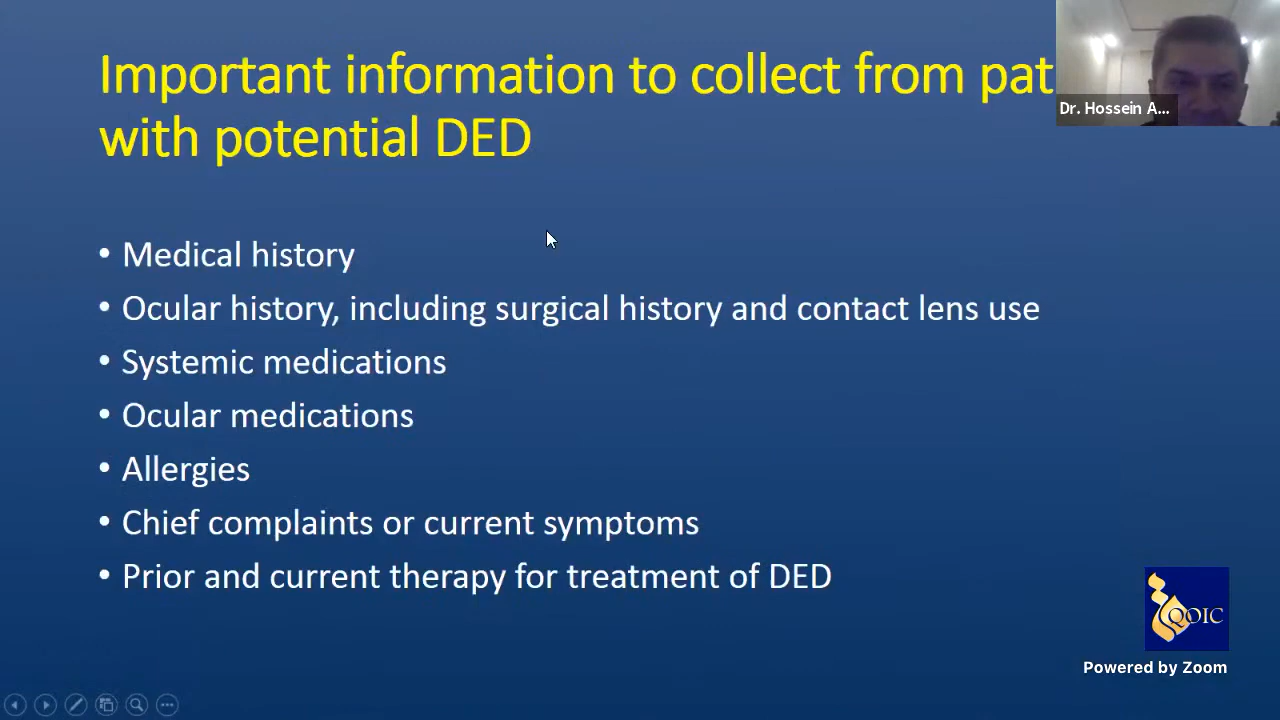 Important information to collect from pat
with potential DED
Dr. Hossein A...
• Medical history
• Ocular history, including surgical history and contact lens use
• Systemic medications
• Ocular medications
• Allergies
• Chief complaints or current symptoms
• Prior and current therapy for treatment of DED
QOIC
Powered by Zoom